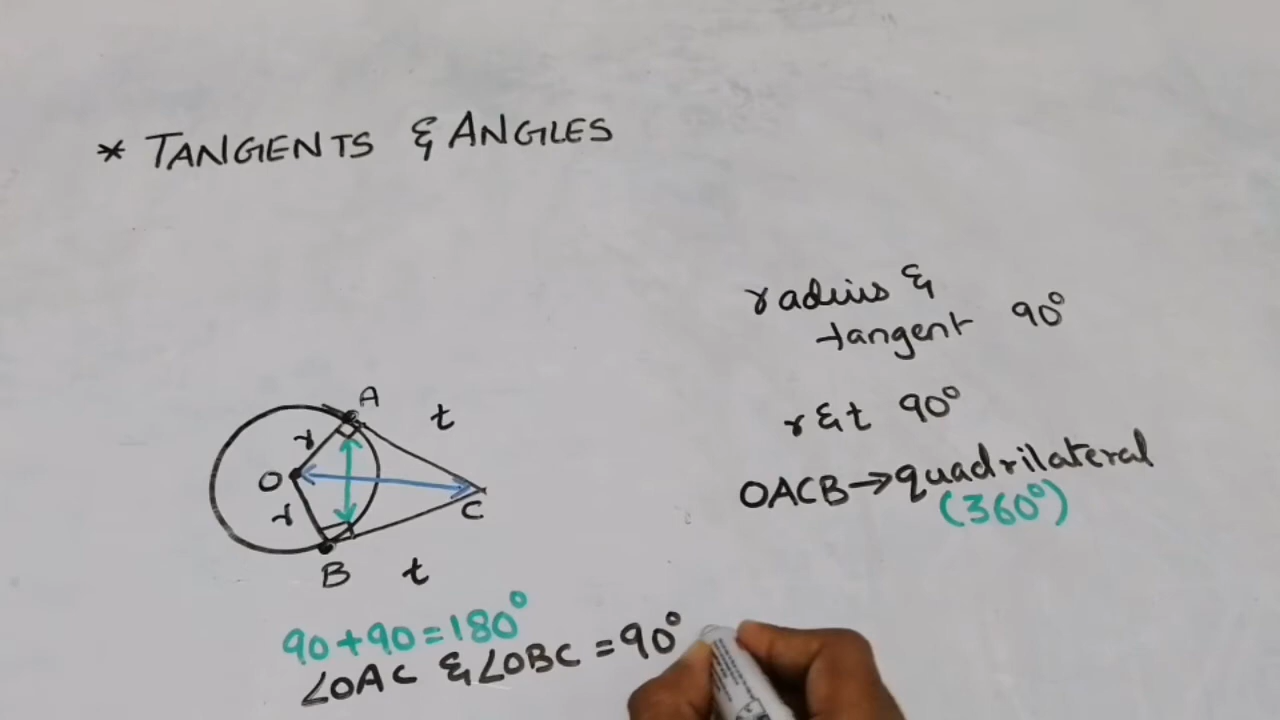 * TANGENTS & ANGLES
radius &
tangent 90°
r&t 90°
OACB→quadrilateral
(360°)
A
t
r
O
r
C
B
t
90+90=180°
∠OAC &∠OBC =90°